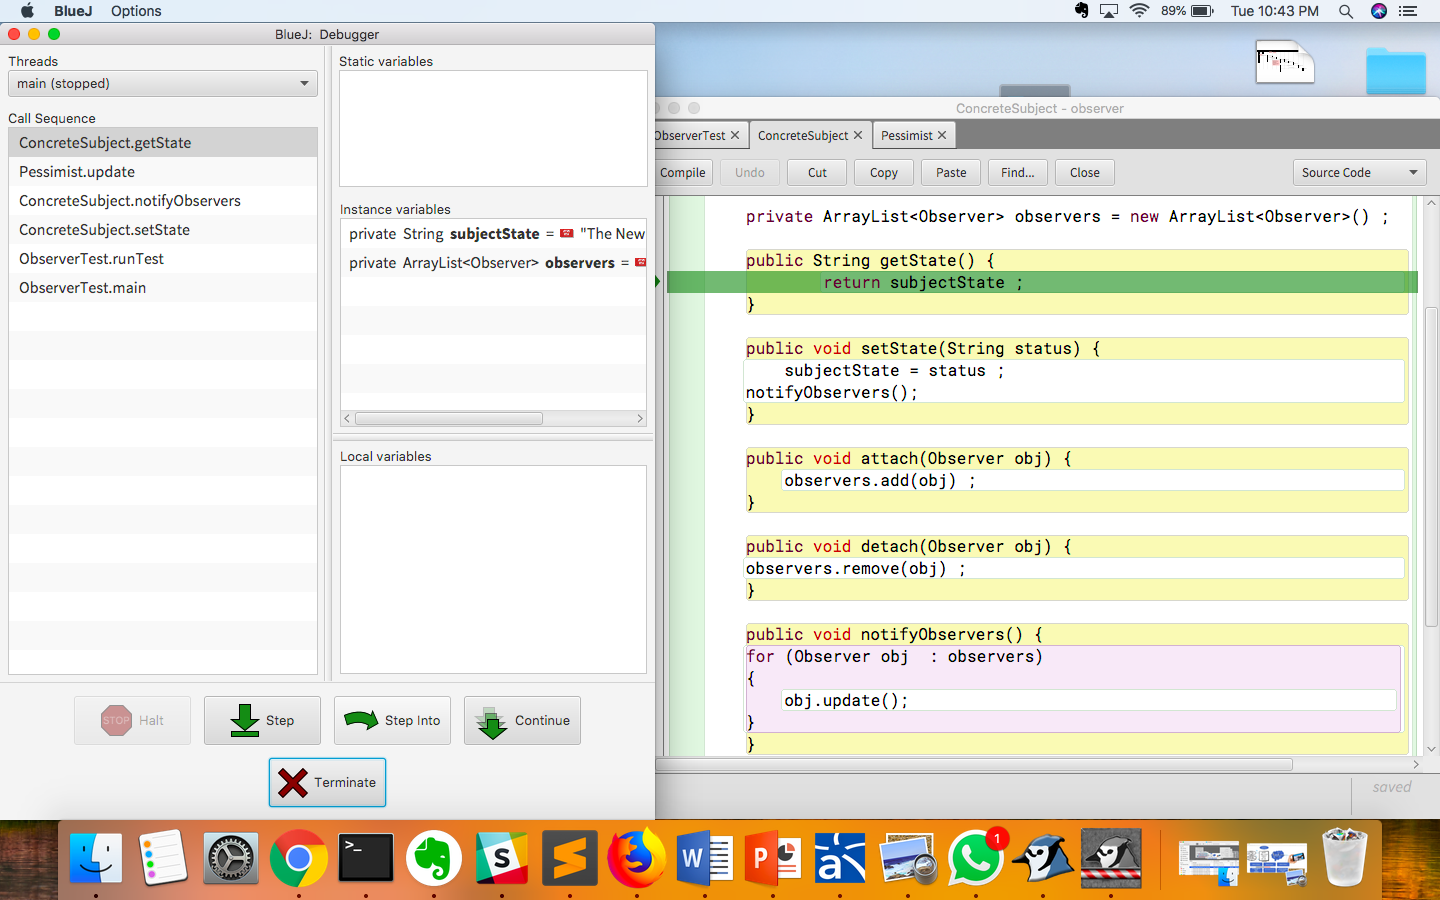 BlueJ Options
89% Tue 10:43 PM
BlueJ: Debugger
Threads
main (stopped)
Call Sequence
ConcreteSubject.getState
Pessimist.update
ConcreteSubject.notifyObservers
ConcreteSubject.setState
ObserverTest.runTest
ObserverTest.main
Static variables
Instance variables
private String subjectState = "The New
private ArrayList<Observer> observers =
Local variables
STOP Halt
Step
Step Into
Continue
Terminate
ConcreteSubject - observer
ObserverTest ConcreteSubject Pessimist
Compile Undo Cut Copy Paste Find... Close Source Code
private ArrayList<Observer> observers = new ArrayList<Observer>() ;
public String getState() {
return subjectState ;
}
public void setState(String status) {
subjectState = status ;
notifyObservers();
}
public void attach(Observer obj) {
observers.add(obj) ;
}
public void detach(Observer obj) {
observers.remove(obj) ;
}
public void notifyObservers() {
for (Observer obj : observers)
{
obj.update();
}
}
saved
>_
S
W
P
1